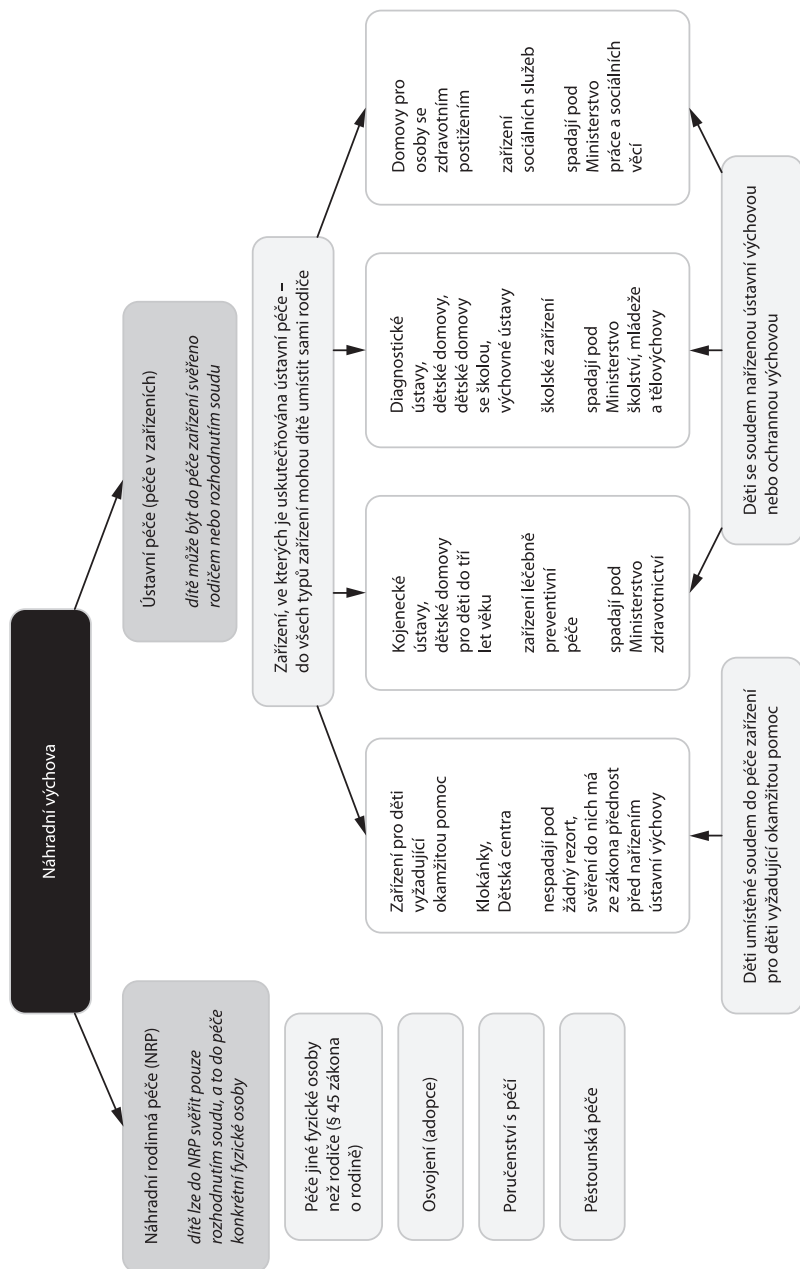 Náhradní výchova
Náhradní rodinná péče (NRP)
dítě lze do NRP svěřit pouze
rozhodnutím soudu, a to do péče
konkrétní fyzické osoby
Péče jiné fyzické osoby
než rodiče (§ 45 zákona
o rodině)
Osvojení (adopce)
Poručenství s péčí
Pěstounská péče
Ústavní péče (péče v zařízeních)
dítě může být do péče zařízení svěřeno
rodičem nebo rozhodnutím soudu
Zařízení, ve kterých je uskutečňována ústavní péče –
do všech typů zařízení mohou dítě umístit sami rodiče
Zařízení pro děti
vyžadující
okamžitou pomoc
Klokánky,
Dětská centra
nespadají pod
žádný rezort,
svěření do nich má
ze zákona přednost
před nařízením
ústavní výchovy
Kojenecké
ústavy,
dětské domovy
pro děti do tří
let věku
zařízení léčebně
preventivní
péče
spadají pod
Ministerstvo
zdravotnictví
Diagnostické
ústavy,
dětské domovy,
dětské domovy
se školou,
výchovné ústavy
školské zařízení
spadají pod
Ministerstvo
školství, mládeže
a tělovýchovy
Domovy pro
osoby se
zdravotním
postižením
zařízení
sociálních služeb
spadají pod
Ministerstvo
práce a sociálních
věcí
Děti umístěné soudem do péče zařízení
pro děti vyžadující okamžitou pomoc
Děti se soudem nařízenou ústavní výchovou
nebo ochrannou výchovou